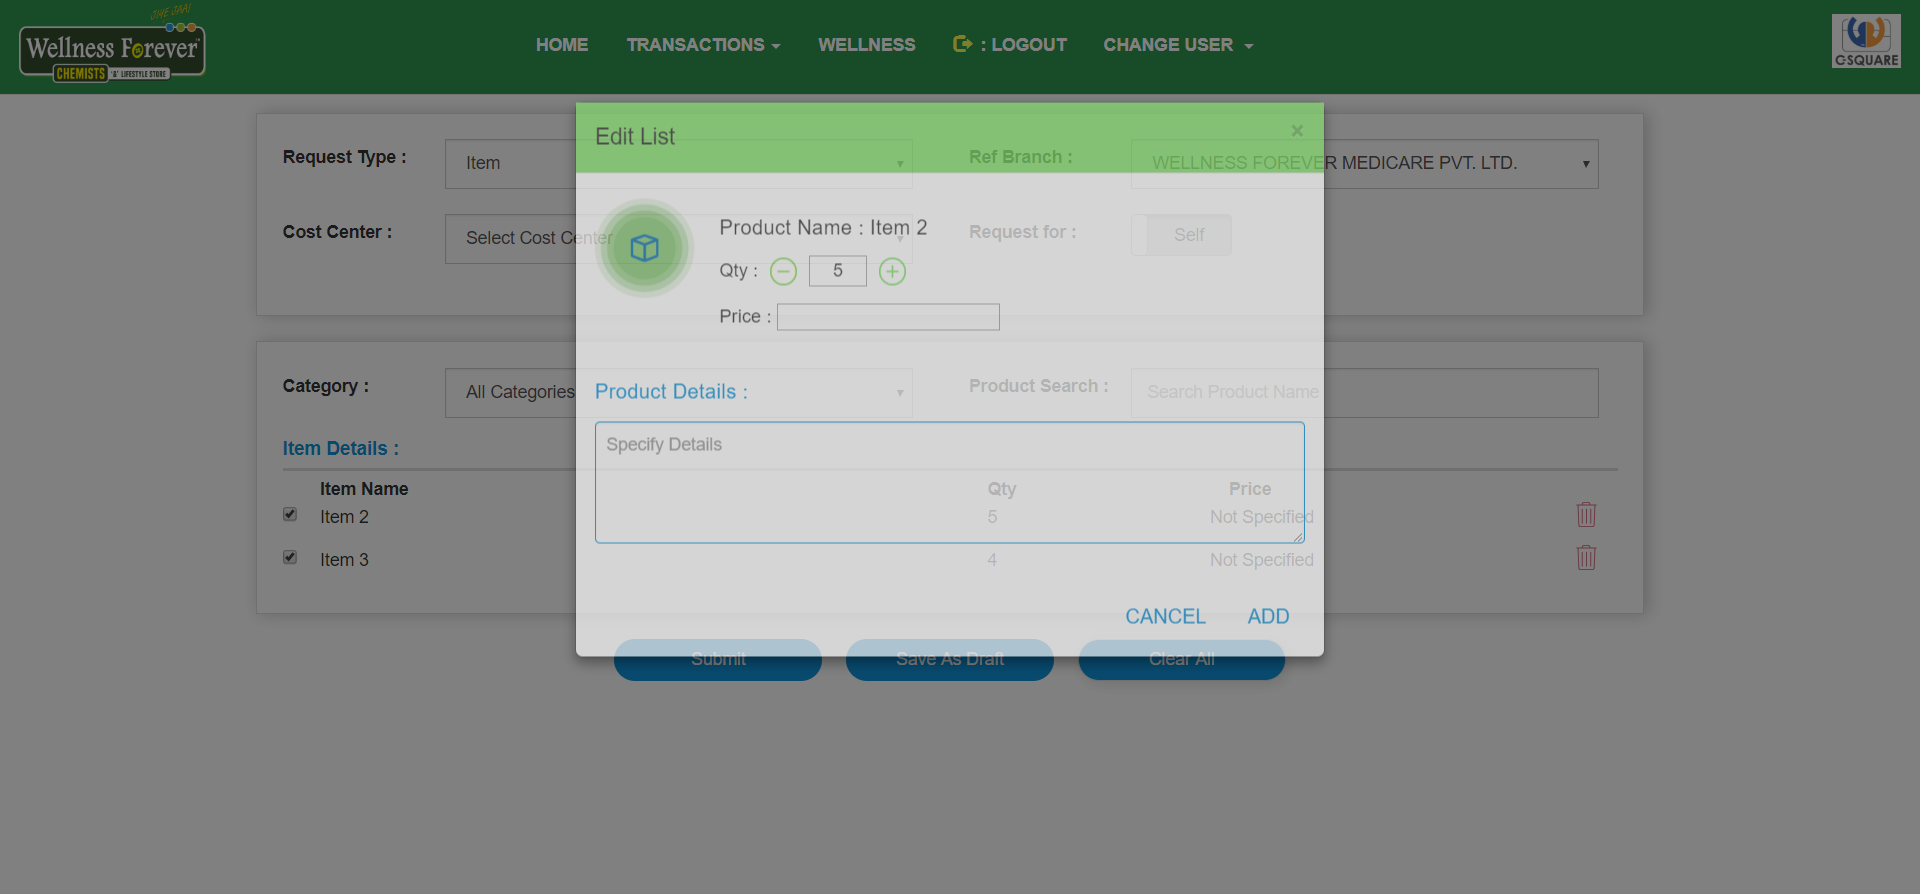 JIYE JAAI
Wellness Forever
CHEMISTS 'A' LIFESTYLE STORE
HOME TRANSACTIONS WELLNESS : LOGOUT CHANGE USER
C-SQUARE
Edit List ×
Request Type : Item Ref Branch : WELLNESS FOREVER MEDICARE PVT. LTD.
Product Name : Item 2
Cost Center : Select Cost Center Request for : Self
Qty : 5
Price :
Category : All Categories Product Search : Search Product Name
Product Details :
Specify Details
Item Details :
Item Name Qty Price
Item 2 5 Not Specified
Item 3 4 Not Specified
CANCEL ADD
Submit Save As Draft Clear All